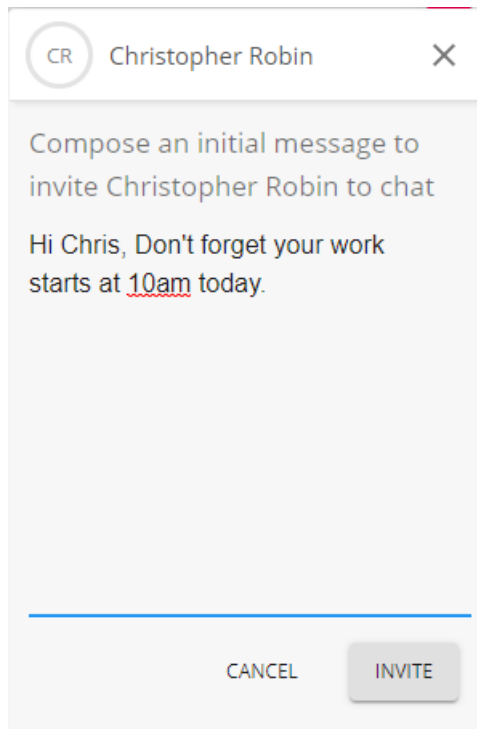 CR Christopher Robin
Compose an initial message to
invite Christopher Robin to chat
Hi Chris, Don't forget your work
starts at 10am today.
CANCEL INVITE